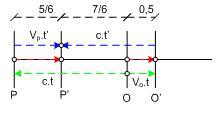 5/6 7/6 0,5
Vp.t' c.t'
c.t Vo.t
P P' O O'